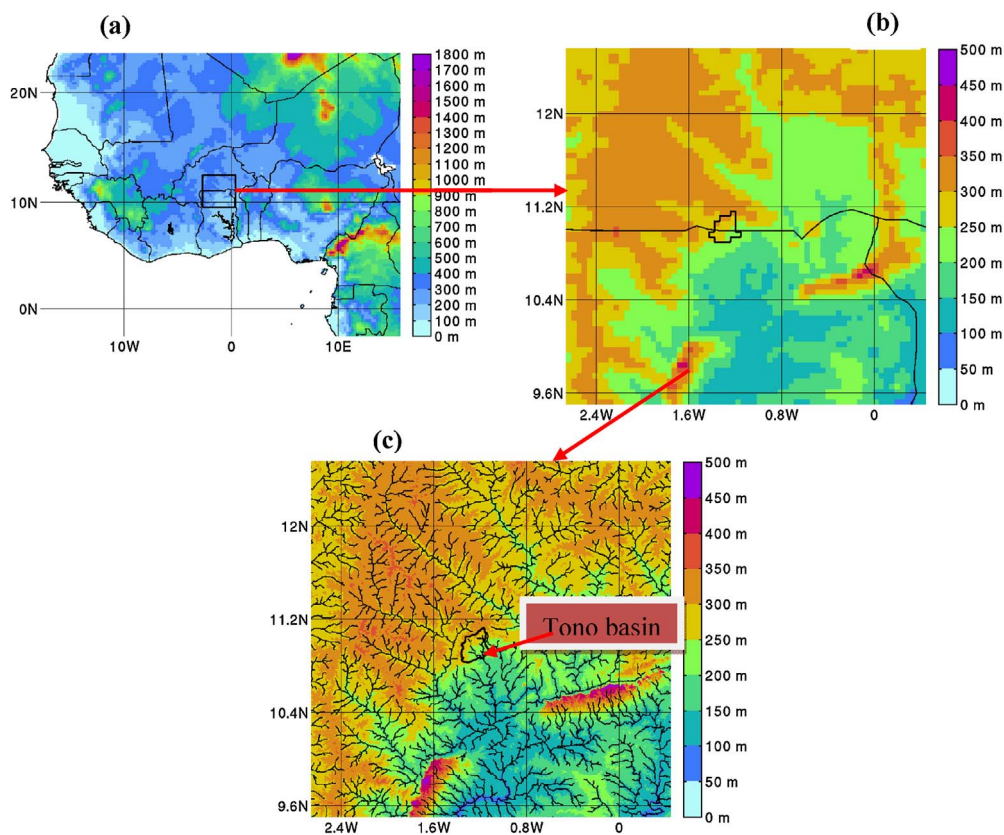 (a)
20N
10N
0N
10W
0
10E
1800 m
1700 m
1600 m
1500 m
1400 m
1300 m
1200 m
1100 m
1000 m
900 m
800 m
700 m
600 m
500 m
400 m
300 m
200 m
100 m
0 m
(b)
12N
11.2N
10.4N
9.6N
2.4W
1.6W
0.8W
0
500 m
450 m
400 m
350 m
300 m
250 m
200 m
150 m
100 m
50 m
0 m
(c)
12N
11.2N
10.4N
9.6N
2.4W
1.6W
0.8W
0
Tono basin
500 m
450 m
400 m
350 m
300 m
250 m
200 m
150 m
100 m
50 m
0 m